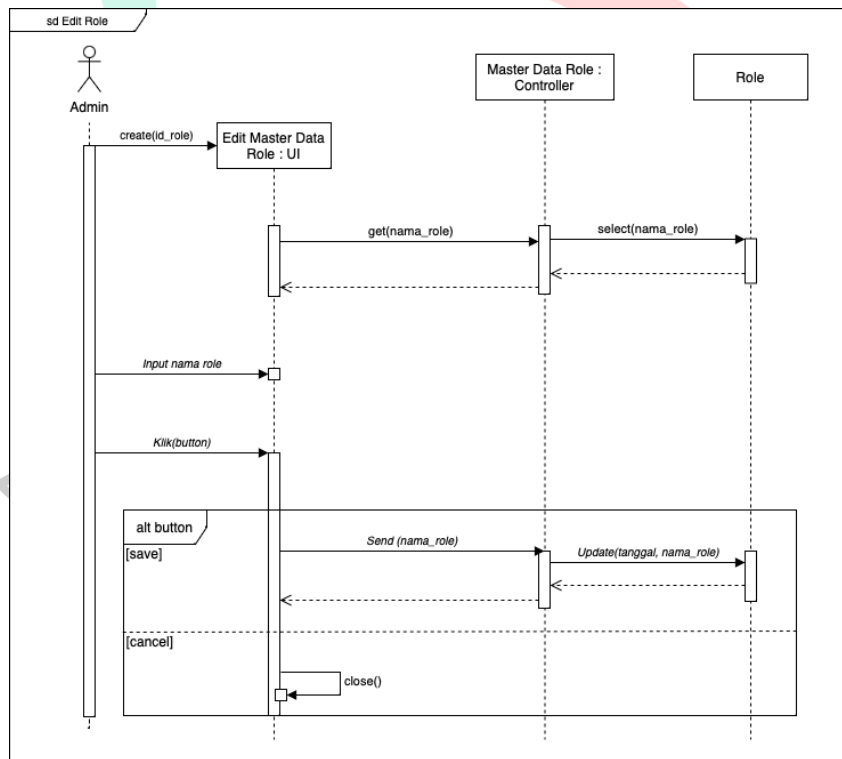 sd Edit Role
Admin
Master Data Role :
Controller
Role
create(id_role)
Edit Master Data
Role : UI
get(nama_role)
select(nama_role)
Input nama role
Klik(button)
alt button
[save]
Send (nama_role)
Update(tanggal, nama_role)
[cancel]
close()